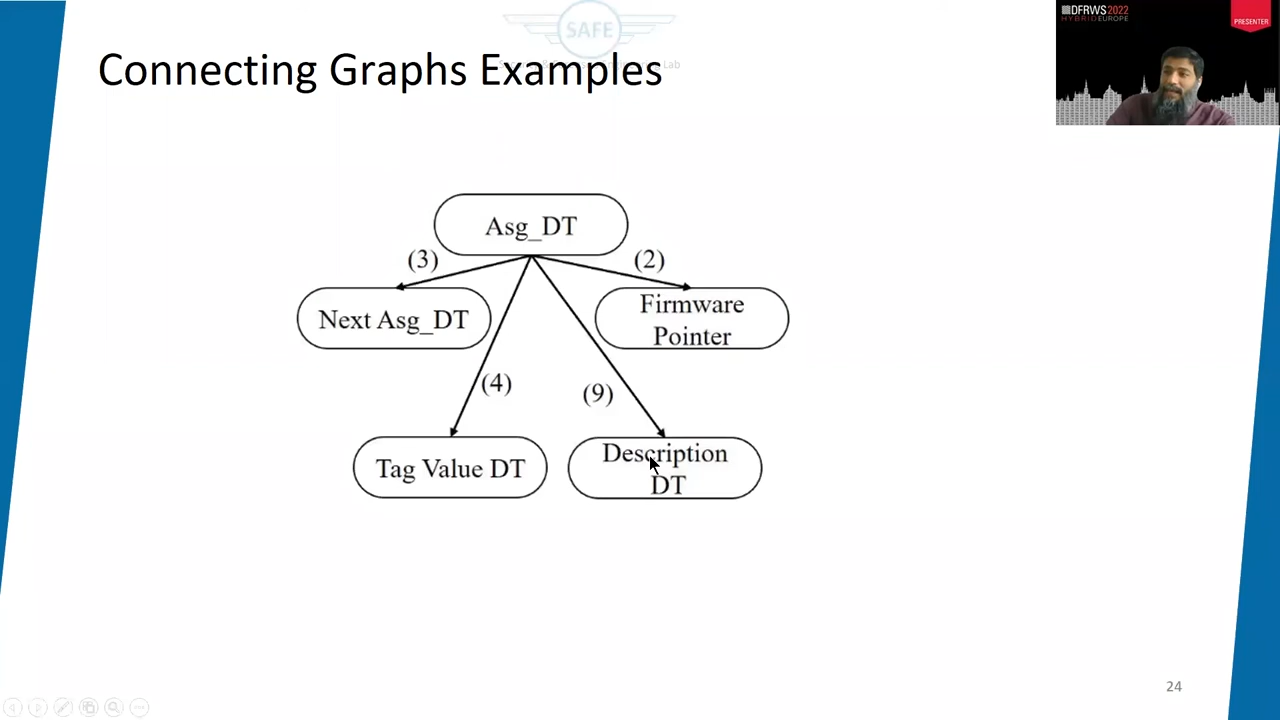 SAFE
Connecting Graphs Examples
Lab
DFRWS 2022
HYBRID EUROPE
PRESENTER
Asg_DT
(3)
(2)
Next Asg_DT
Firmware
Pointer
(4)
(9)
Tag Value DT
Description
DT
24